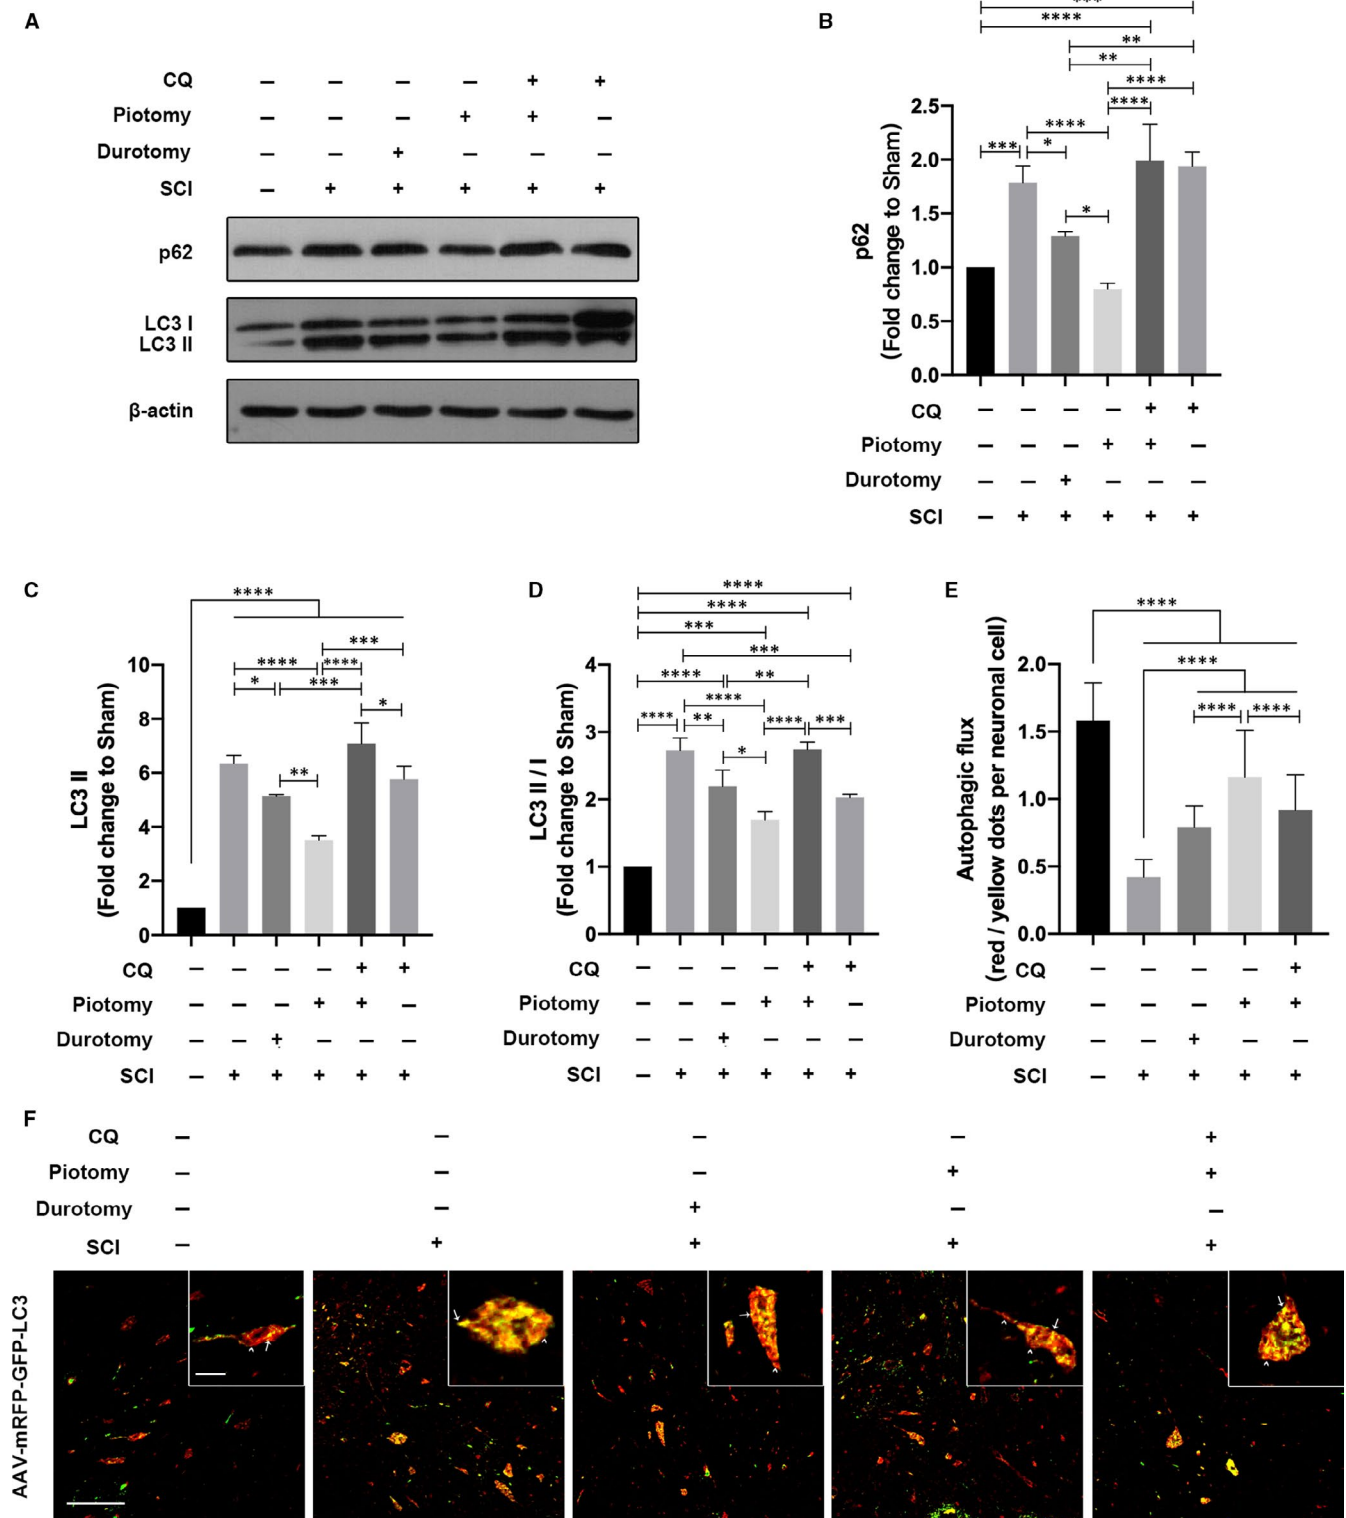 A
CQ – – – – + +
Piotomy – – – + + –
Durotomy – – + – – –
SCI – + + + + +
p62
LC3 I
LC3 II
β-actin
B
****
**
**
****
****
****
*** *
*
p62
(Fold change to Sham)
2.5
2.0
1.5
1.0
0.5
0.0
CQ – – – – + +
Piotomy – – – + + –
Durotomy – – + – – –
SCI – + + + + +
C
****
***
**** ****
* ***
*
**
LC3 II
(Fold change to Sham)
10
8
6
4
2
0
CQ – – – – + +
Piotomy – – – + + –
Durotomy – – + – – –
SCI – + + + + +
D
****
****
***
***
**** **
****
**** ** **** ***
*
LC3 II / I
(Fold change to Sham)
4
3
2
1
0
CQ – – – – + +
Piotomy – – – + + –
Durotomy – – + – – –
SCI – + + + + +
E
****
****
**** ****
Autophagic flux
(red / yellow dots per neuronal cell)
2.0
1.5
1.0
0.5
0.0
CQ – – – – +
Piotomy – – – + +
Durotomy – – + – –
SCI – + + + +
F
CQ – – – – +
Piotomy – – – + +
Durotomy – – + – –
SCI – + + + +
AAV-mRFP-GFP-LC3